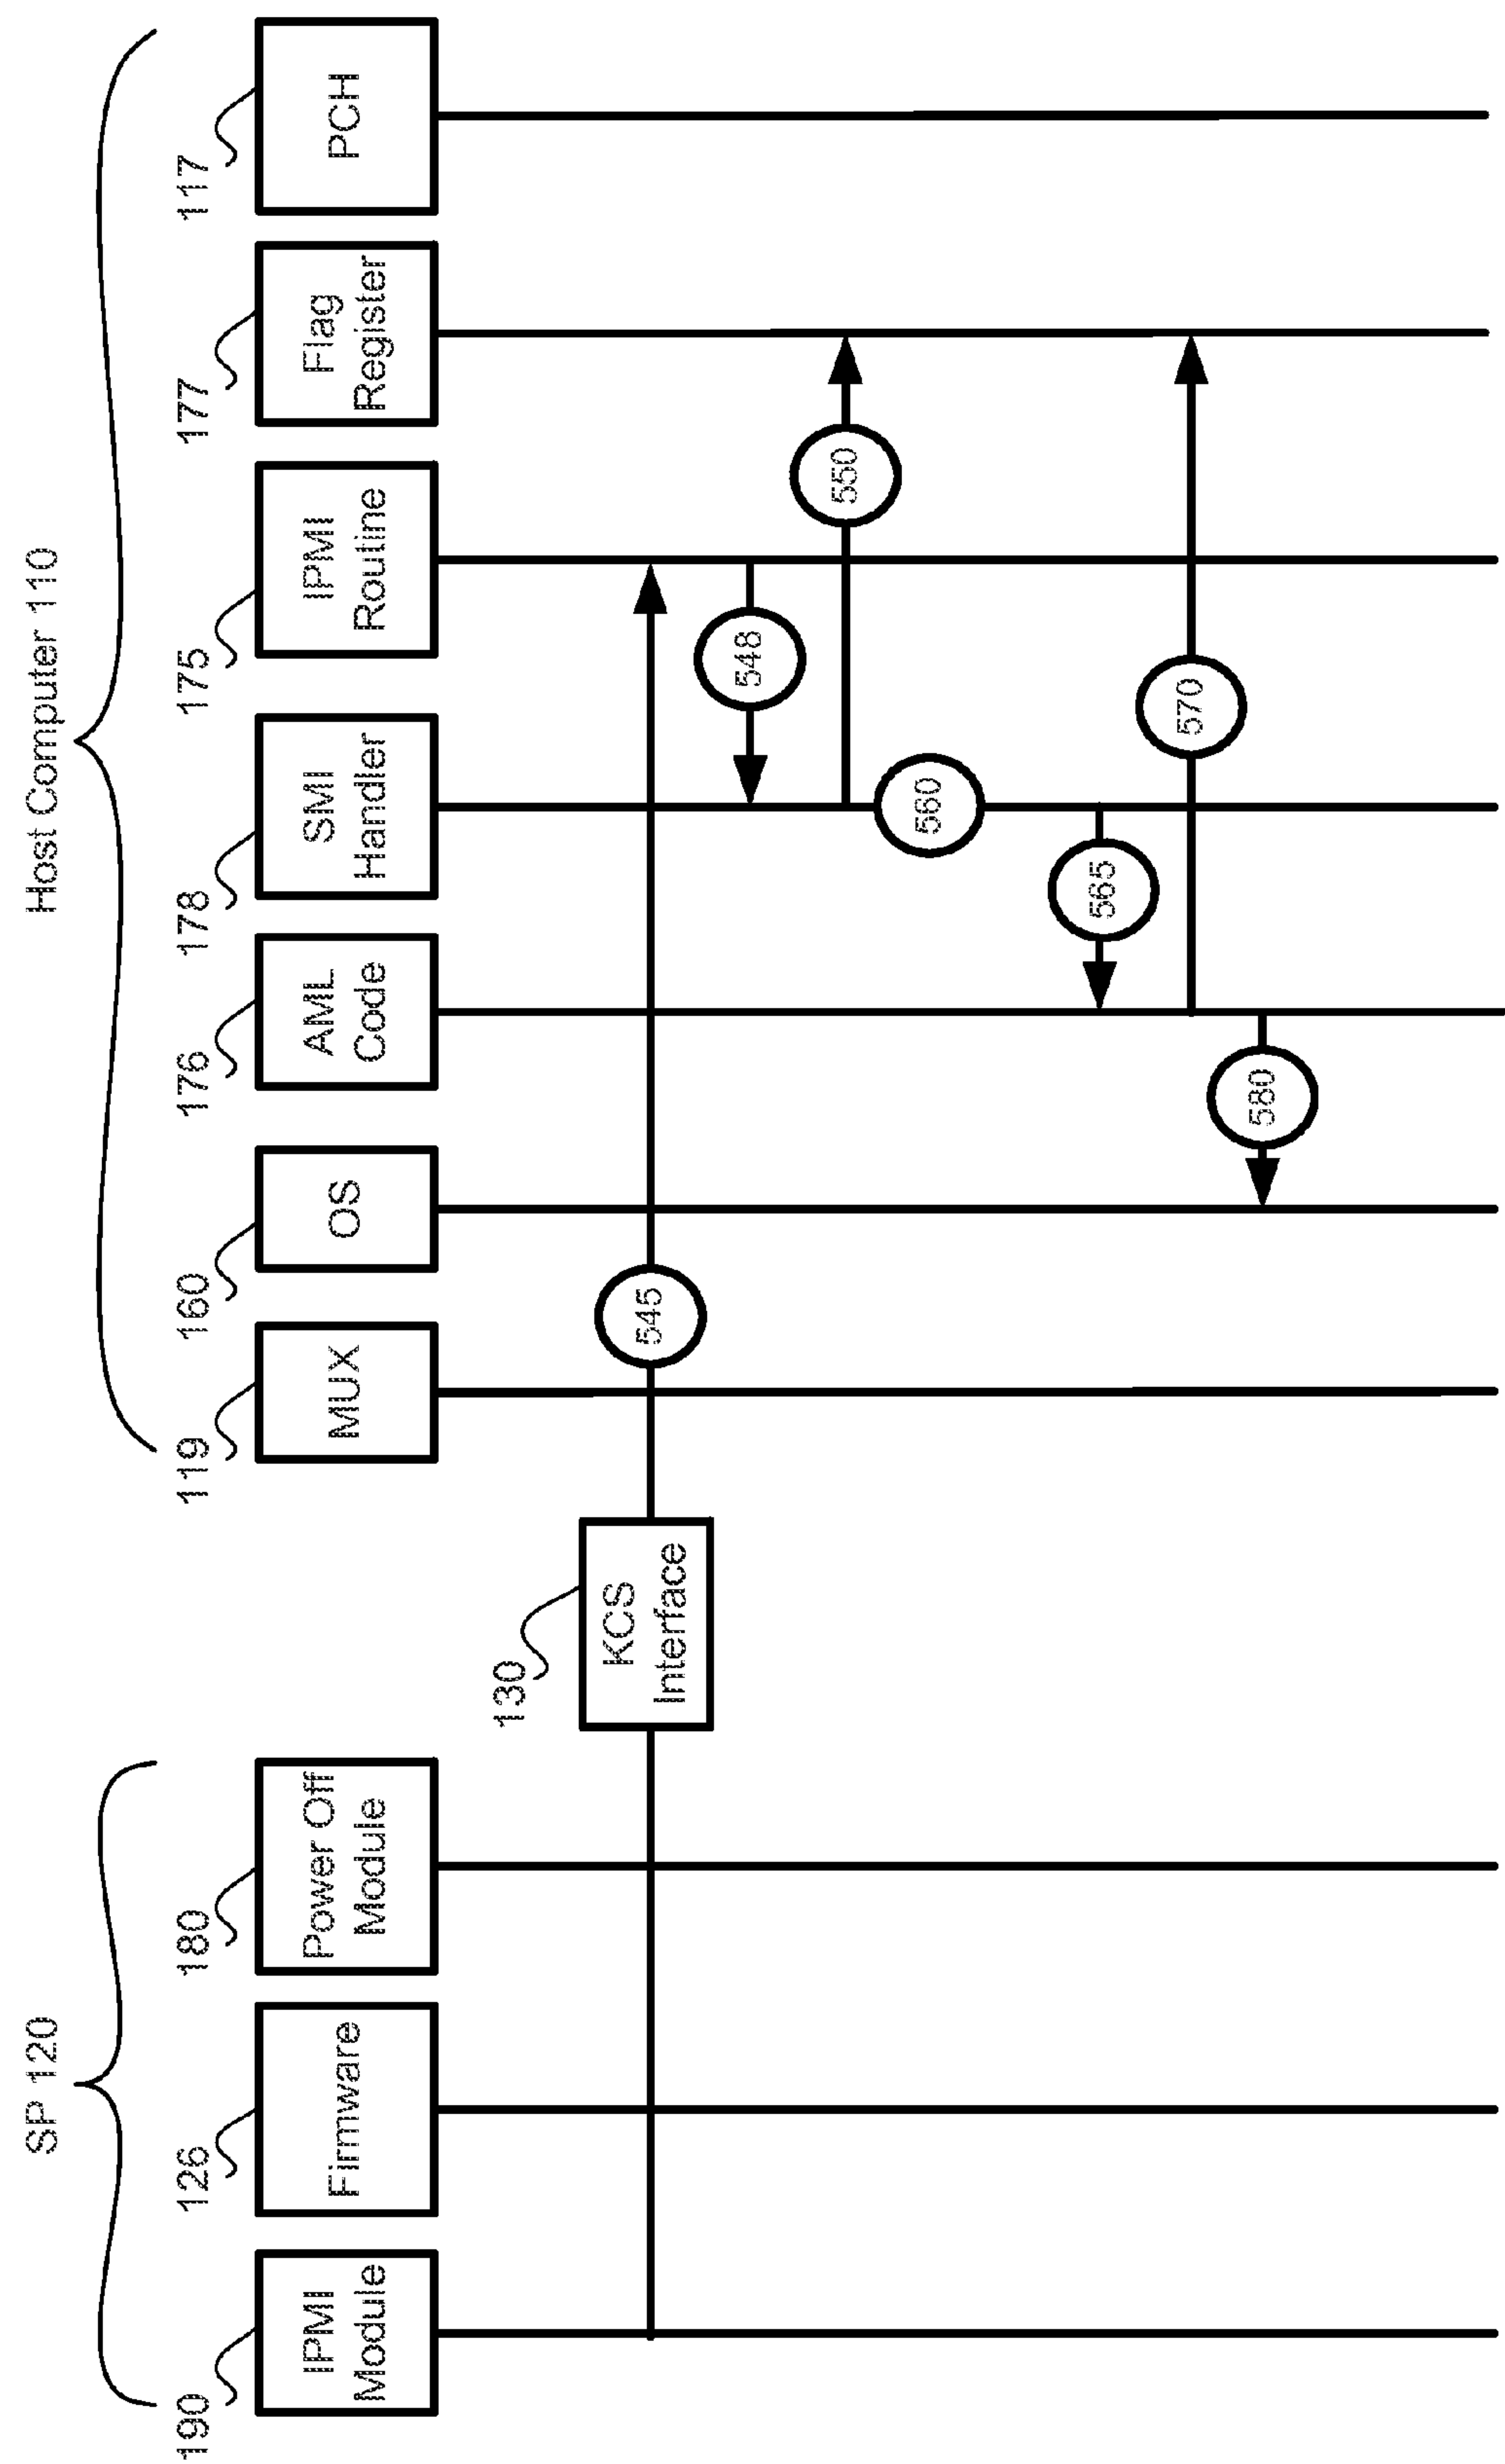 SP 120
Host Computer 110
190
126
180
119
160
176
178
175
177
117
IPMI
Module
Firmware
Power Off
Module
MUX
OS
AML
Code
SMI
Handler
IPMI
Routine
Flag
Register
PCH
130
KCS
Interface
545
548
550
560
565
570
580